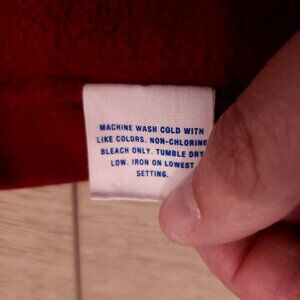 MACHINE WASH COLD WITH
LIKE COLORS. NON-CHLORINE
BLEACH ONLY. TUMBLE DRY
LOW. IRON ON LOWEST
SETTING.